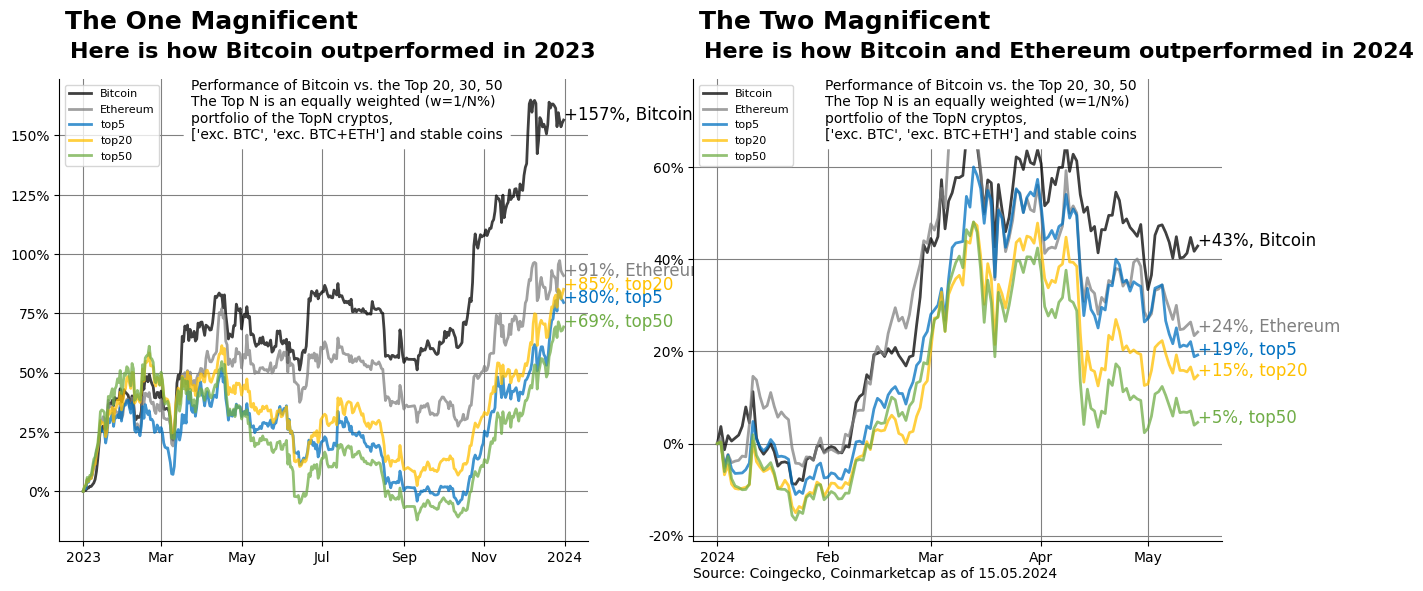 The One Magnificent
Here is how Bitcoin outperformed in 2023
Bitcoin
Ethereum
top5
top20
top50
Performance of Bitcoin vs. the Top 20, 30, 50
The Top N is an equally weighted (w=1/N%)
portfolio of the TopN cryptos,
['exc. BTC', 'exc. BTC+ETH'] and stable coins
150%
125%
100%
75%
50%
25%
0%
+157%, Bitcoin
+91%, Ethereu
+85%, top20
+80%, top5
+69%, top50
2023
Mar
May
Jul
Sep
Nov
2024
The Two Magnificent
Here is how Bitcoin and Ethereum outperformed in 2024
Bitcoin
Ethereum
top5
top20
top50
Performance of Bitcoin vs. the Top 20, 30, 50
The Top N is an equally weighted (w=1/N%)
portfolio of the TopN cryptos,
['exc. BTC', 'exc. BTC+ETH'] and stable coins
60%
40%
20%
0%
-20%
+43%, Bitcoin
+24%, Ethereum
+19%, top5
+15%, top20
+5%, top50
2024
Feb
Mar
Apr
May
Source: Coingecko, Coinmarketcap as of 15.05.2024